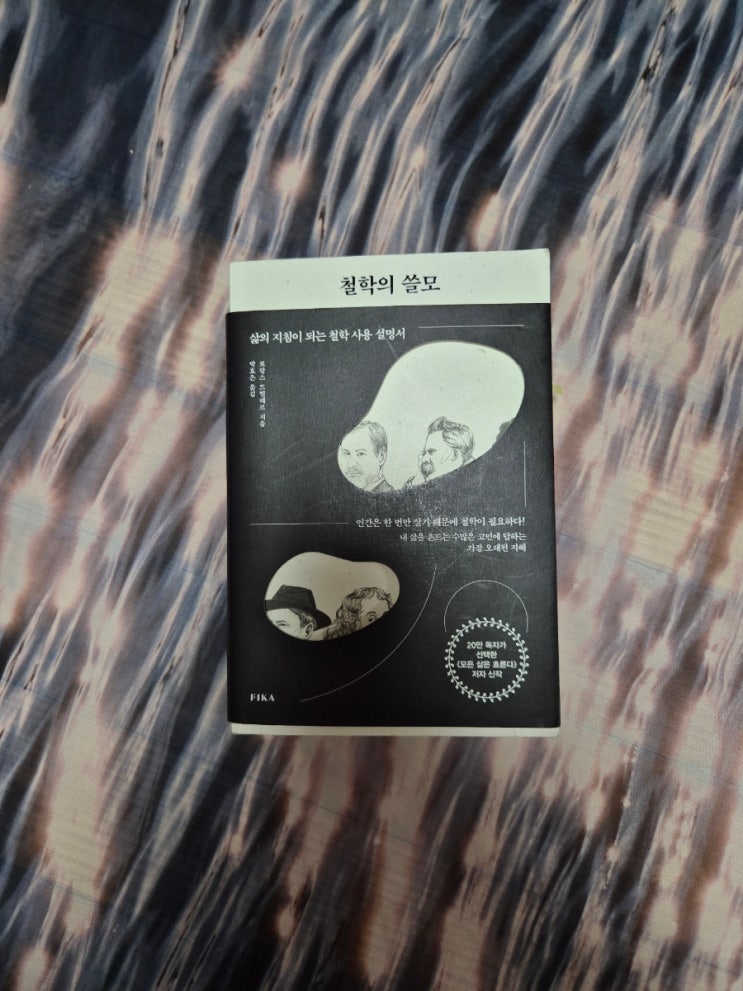 철학의 쓸모
삶의 지침이 되는 철학 사용 설명서
로랑스 드빌레르 지음
박효은 옮김
인간은 한 번만 살기 때문에 철학이 필요하다!
내 삶을 흔드는 수많은 고민에 답하는
가장 오래된 지혜
20만 독자가
선택한
《모든 삶은 흐른다》
저자 신작
FIKA